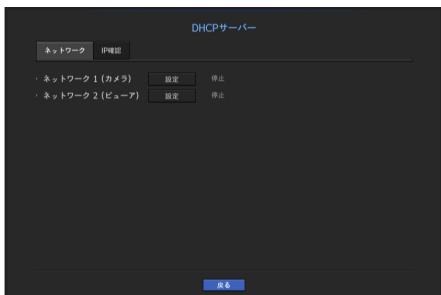 DHCPサーバー
ネットワーク IP確認
・ネットワーク 1 (カメラ) 設定 停止
・ネットワーク 2 (ビューア) 設定 停止
戻る